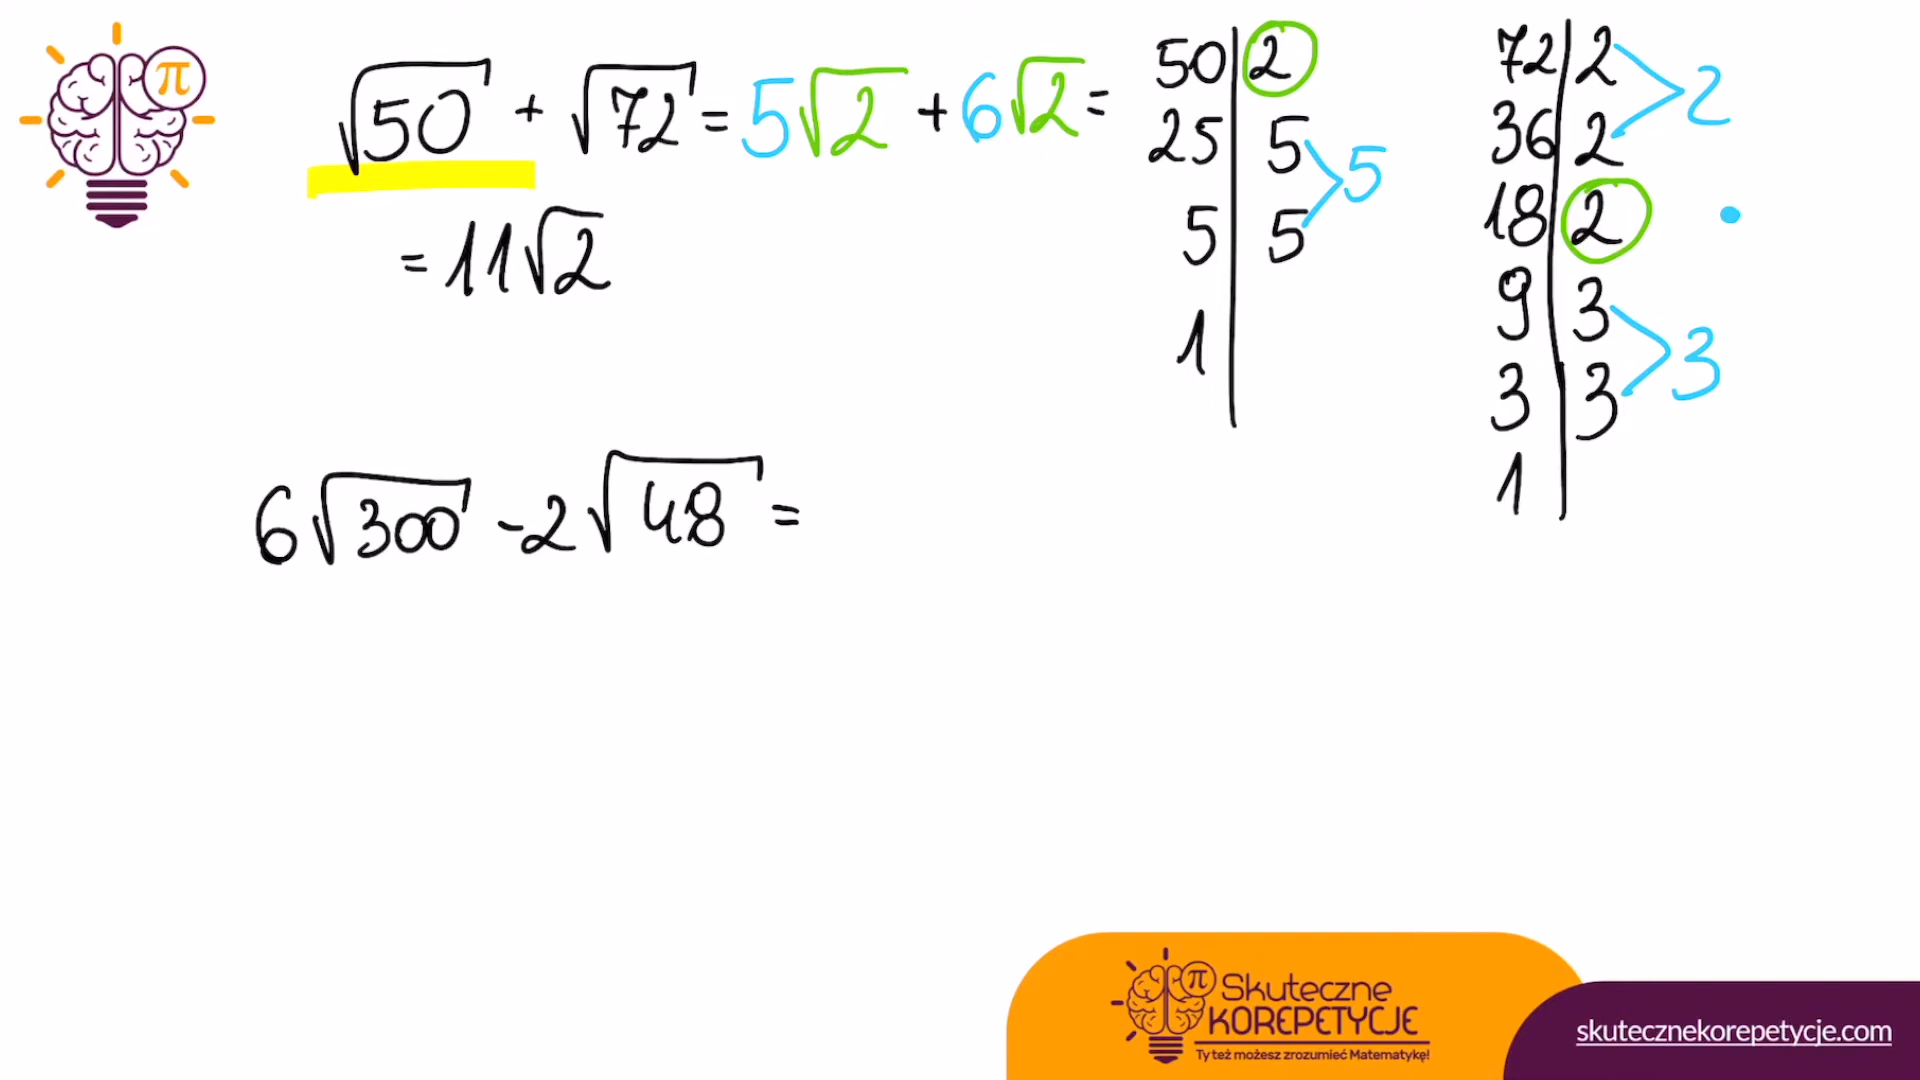 π
√50 + √72 = 5√2 + 6√2 =
= 11√2
50 | 2
25 | 5
5 | 5
1 |
5
72 | 2
36 | 2
18 | 2
9 | 3
3 | 3
1 |
2
·
3
6√300 - 2√48 =
π
Skuteczne
KOREPETYCJE
Ty też możesz zrozumieć Matematykę!
skutecznekorepetycje.com